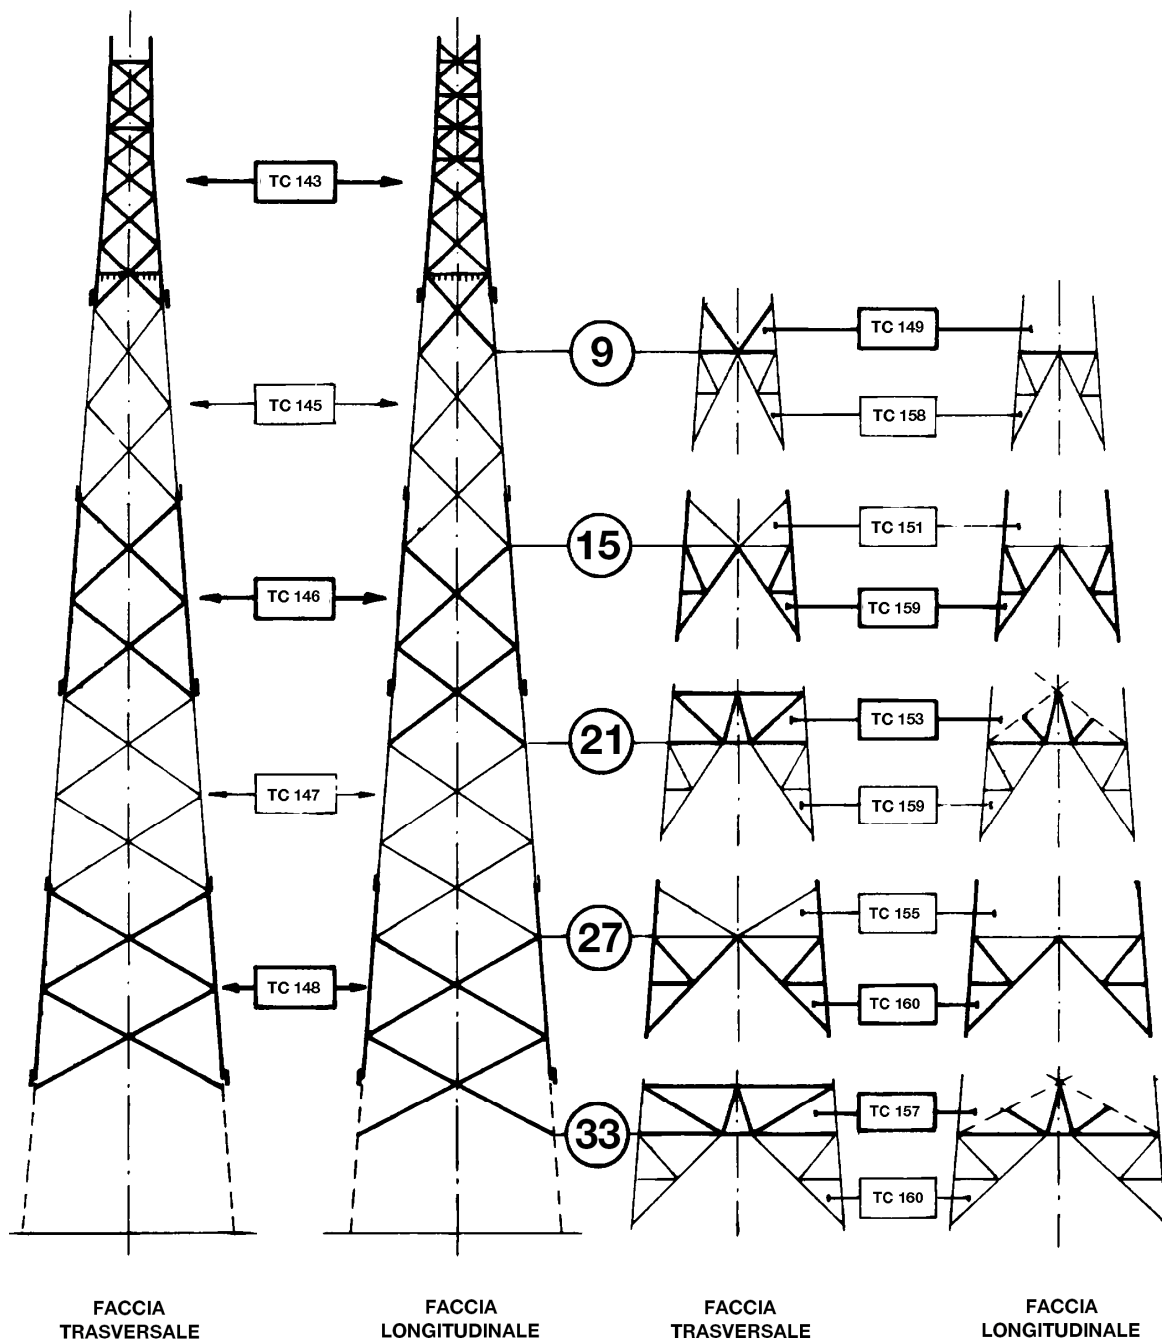 TC 143
9
TC 149
TC 145
TC 158
15
TC 151
TC 146
TC 159
21
TC 153
TC 147
TC 159
27
TC 155
TC 148
TC 160
33
TC 157
TC 160
FACCIA
TRASVERSALE
FACCIA
LONGITUDINALE
FACCIA
TRASVERSALE
FACCIA
LONGITUDINALE